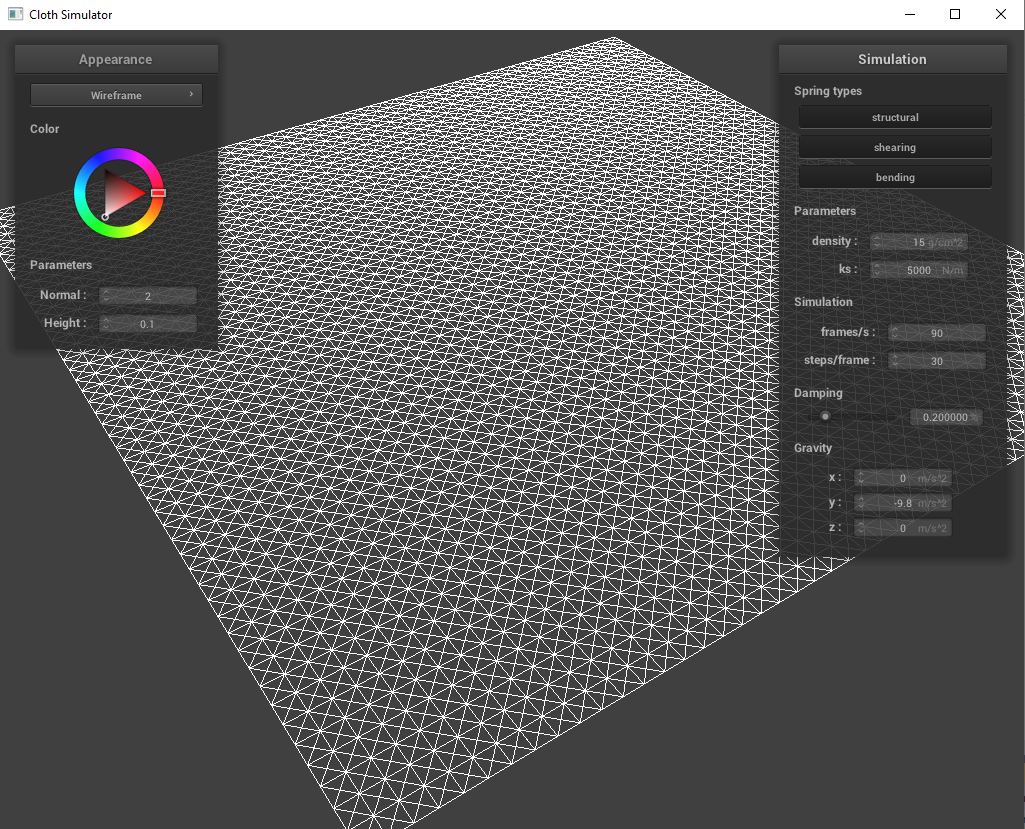 Cloth Simulator
Appearance
Wireframe
Color
Parameters
Normal : 2
Height : 0.1
Simulation
Spring types
structural
shearing
bending
Parameters
density : 15 g/cm^2
ks : 5000 N/m
Simulation
frames/s : 90
steps/frame : 30
Damping
0.200000 %
Gravity
x : 0 m/s^2
y : -9.8 m/s^2
z : 0 m/s^2